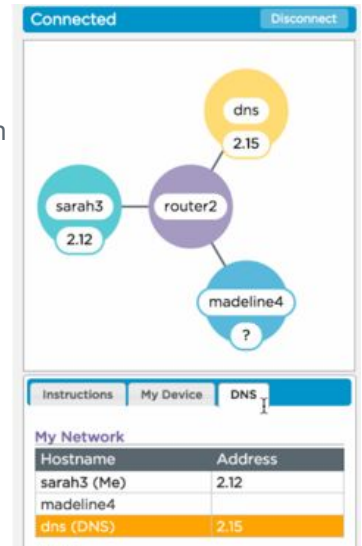 Connected Disconnect
dns
2.15
sarah3 router2
2.12
madeline4
?
Instructions My Device DNS
My Network
Hostname Address
sarah3 (Me) 2.12
madeline4
dns (DNS) 2.15